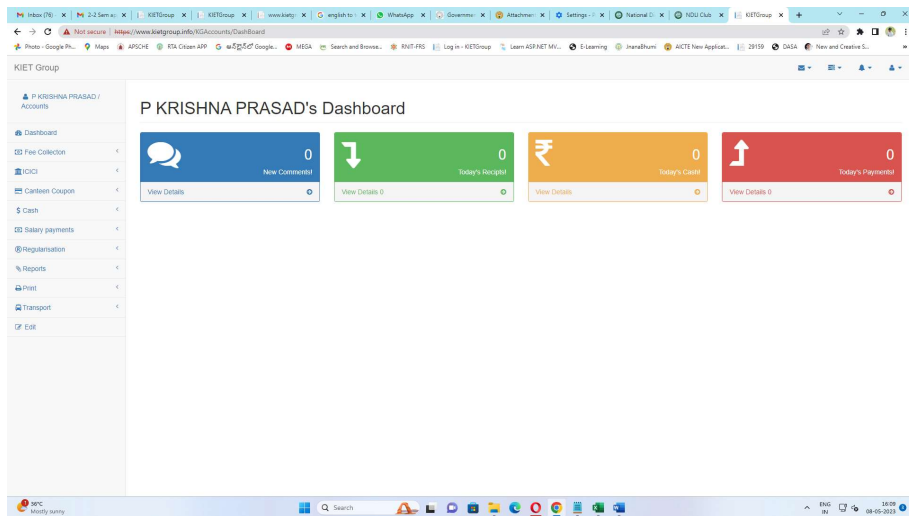 Inbox (76)
2-2 Sem
KIETGroup
KIETGroup
www.kietg
english to
WhatsApp
Governme
Attachmen
Settings -
National D
NDLI Club
KIETGroup
Not secure | https://www.kietgroup.info/KGAccounts/DashBoard
Photo - Google Ph...
Maps
APSCHE
RTA Citizen APP
MEGA
Search and Browse...
RNIT-FRS
Log in - KIETGroup
Learn ASP.NET MV...
E-Learning
JnanaBhumi
AICTE New Applicat...
29159
DASA
New and Creative S...
KIET Group
P KRISHNA PRASAD /
Accounts
Dashboard
Fee Collecton
ICICI
Canteen Coupon
Cash
Salary payments
Regularisation
Reports
Print
Transport
Edit
P KRISHNA PRASAD's Dashboard
0
New Comments!
View Details
0
Today's Recipts!
View Details 0
0
Today's Cash!
View Details
0
Today's Payments!
View Details 0
36°C
Mostly sunny
Search
ENG
IN
16:09
08-05-2023